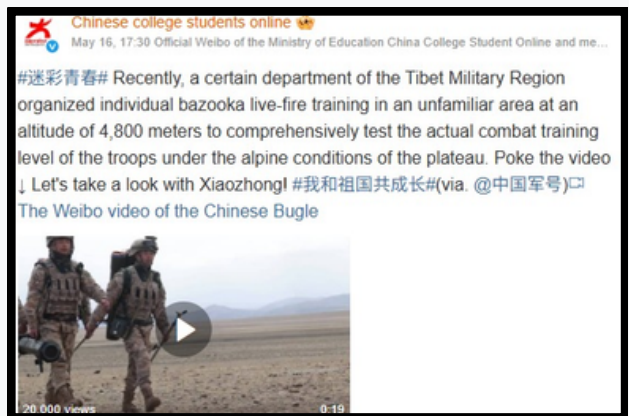 Chinese college students online
May 16, 17:30 Official Weibo of the Ministry of Education China College Student Online and me...
#迷彩青春# Recently, a certain department of the Tibet Military Region
organized individual bazooka live-fire training in an unfamiliar area at an
altitude of 4,800 meters to comprehensively test the actual combat training
level of the troops under the alpine conditions of the plateau. Poke the video
↓ Let's take a look with Xiaozhong! #我和祖国共成长#(via. @中国军号)
The Weibo video of the Chinese Bugle
20 000 views
0:19